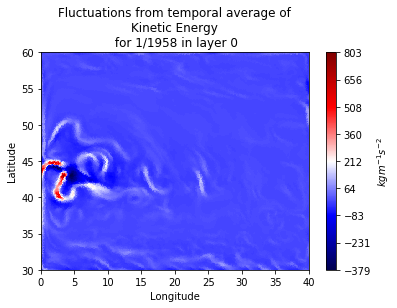 Fluctuations from temporal average of
Kinetic Energy
for 1/1958 in layer 0
60
55
50
45
40
35
30
Latitude
0 5 10 15 20 25 30 35 40
Longitude
803
656
508
360
212
64
−83
−231
−379
kgm⁻¹s⁻²